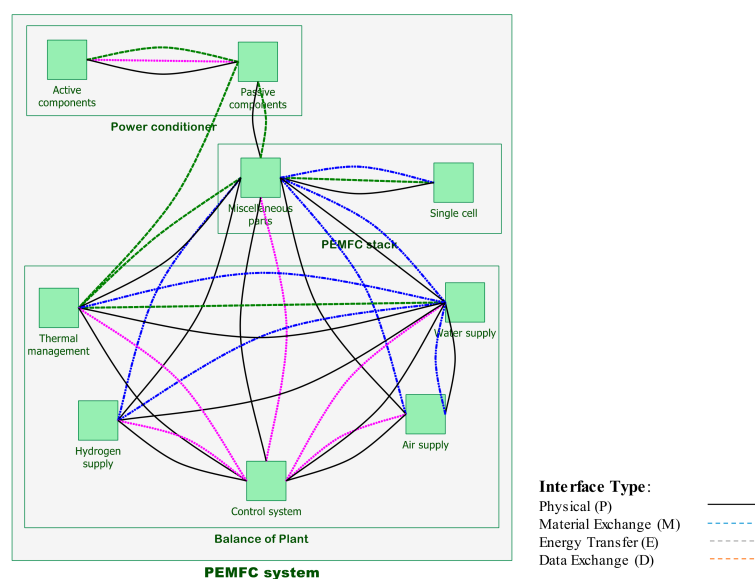 Active
components
Passive
components
Power conditioner
Miscellaneous
parts
Single cell
PEMFC stack
Thermal
management
Water supply
Hydrogen
supply
Air supply
Control system
Balance of Plant
PEMFC system
Interface Type:
Physical (P)
Material Exchange (M)
Energy Transfer (E)
Data Exchange (D)